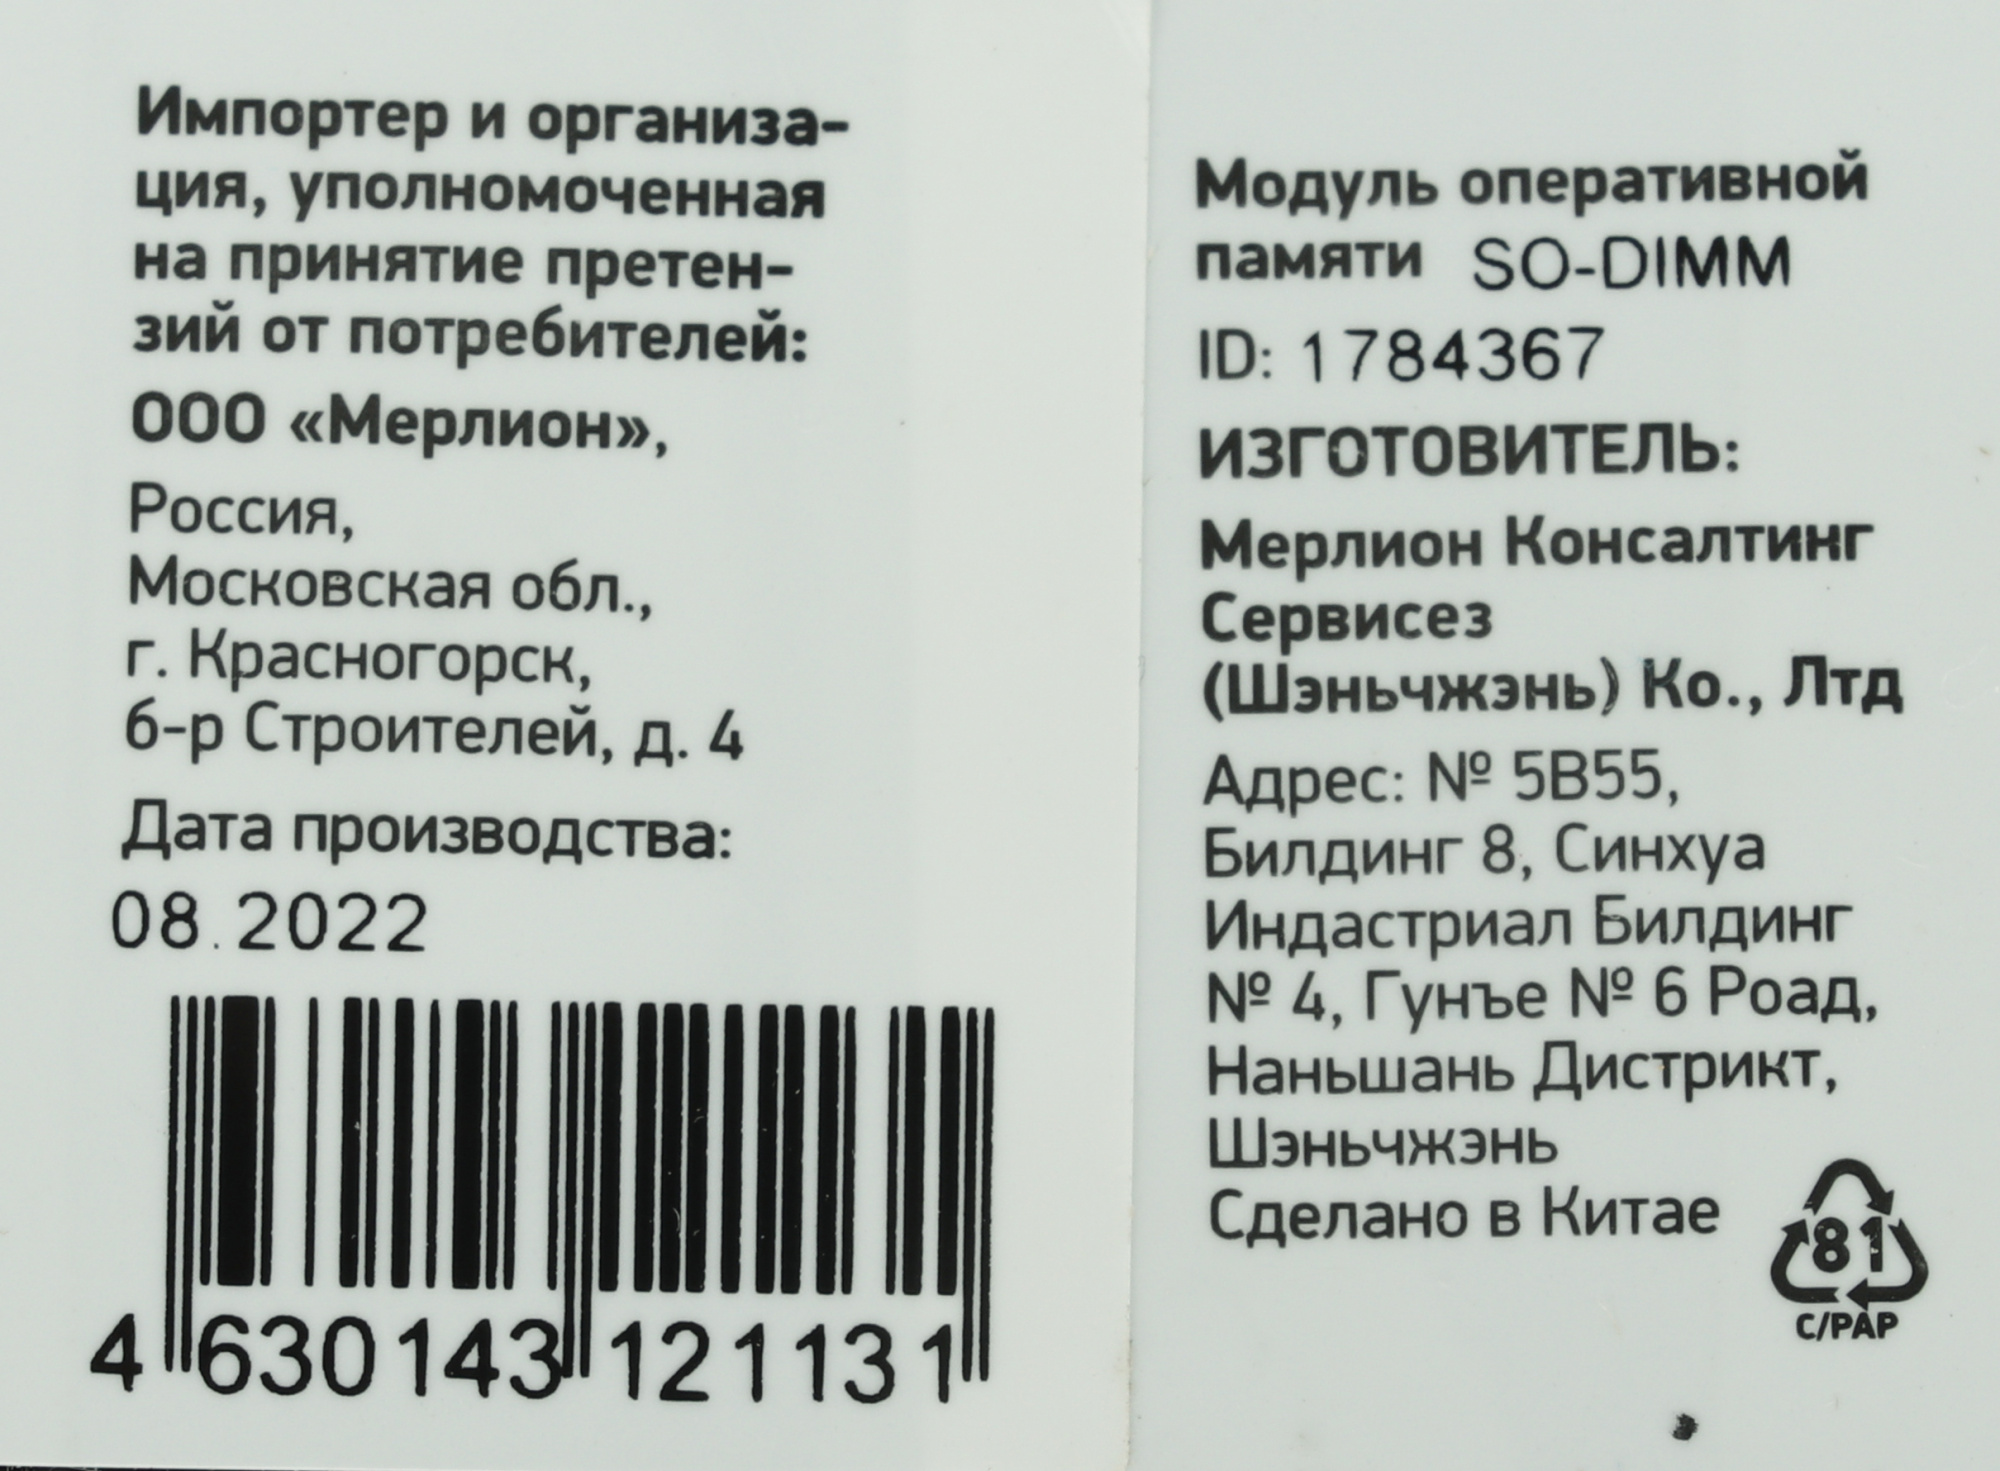 Импортер и организа-
ция, уполномоченная
на принятие претен-
зий от потребителей:
ООО «Мерлион»,
Россия,
Московская обл.,
г. Красногорск,
б-р Строителей, д. 4
Дата производства:
08.2022
4 630143 121131
Модуль оперативной
памяти SO-DIMM
ID: 1784367
ИЗГОТОВИТЕЛЬ:
Мерлион Консалтинг
Сервисез
(Шэньчжэнь) Ко., Лтд
Адрес: № 5В55,
Билдинг 8, Синхуа
Индастриал Билдинг
№ 4, Гунъе № 6 Роад,
Наньшань Дистрикт,
Шэньчжэнь
Сделано в Китае
81
C/PAP